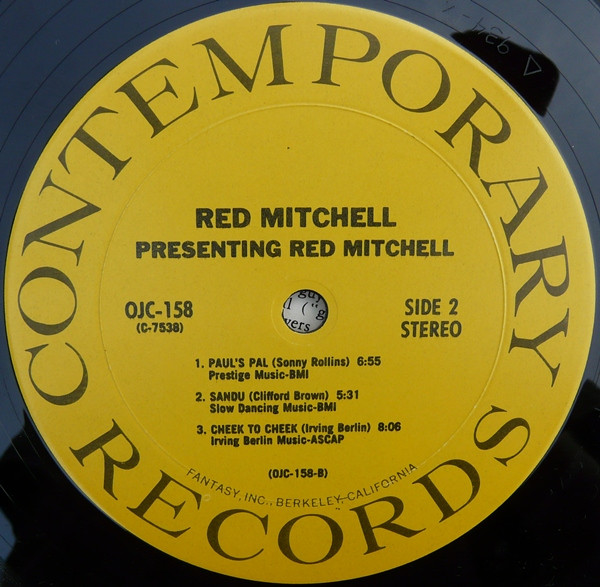 CONTEMPORARY
RECORDS
RED MITCHELL
PRESENTING RED MITCHELL
OJC-158
(C-7538)
SIDE 2
STEREO
1. PAUL'S PAL (Sonny Rollins) 6:55
Prestige Music-BMI
2. SANDU (Clifford Brown) 5:31
Slow Dancing Music-BMI
3. CHEEK TO CHEEK (Irving Berlin) 8:06
Irving Berlin Music-ASCAP
(OJC-158-B)
FANTASY, INC., BERKELEY, CALIFORNIA